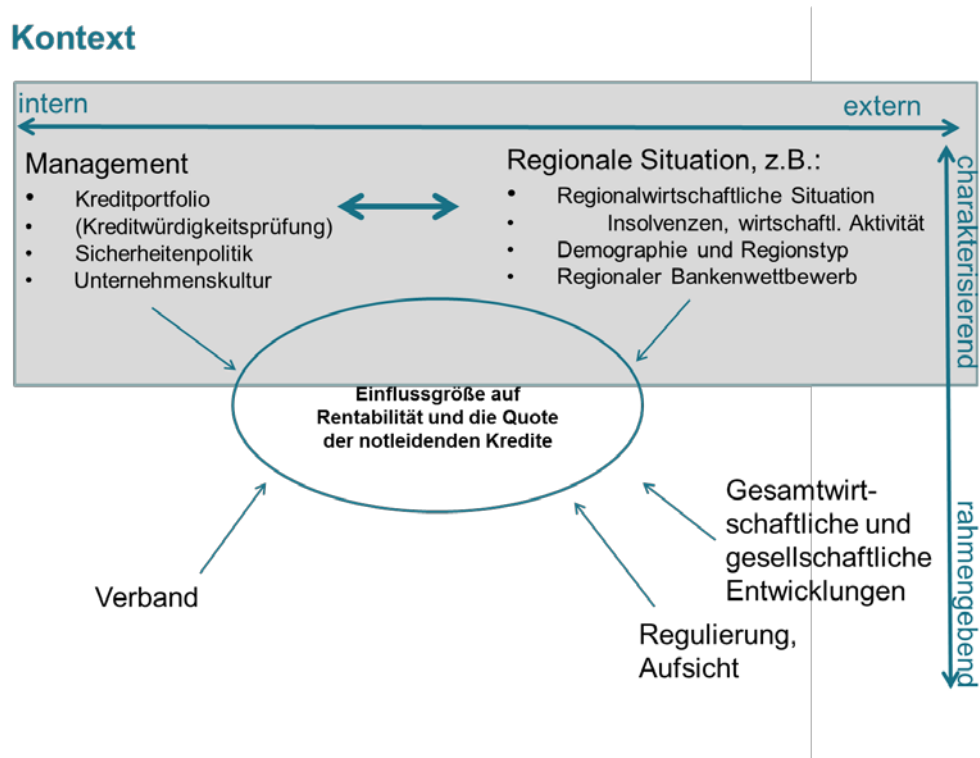 Kontext
intern
extern
Management
• Kreditportfolio
• (Kreditwürdigkeitsprüfung)
• Sicherheitenpolitik
• Unternehmenskultur
Regionale Situation, z.B.:
• Regionalwirtschaftliche Situation
• Insolvenzen, wirtschaftl. Aktivität
• Demographie und Regionstyp
• Regionaler Bankenwettbewerb
charakterisierend
Einflussgröße auf
Rentabilität und die Quote
der notleidenden Kredite
Verband
Gesamtwirt-
schaftliche und
gesellschaftliche
Entwicklungen
Regulierung,
Aufsicht
rahmengebend